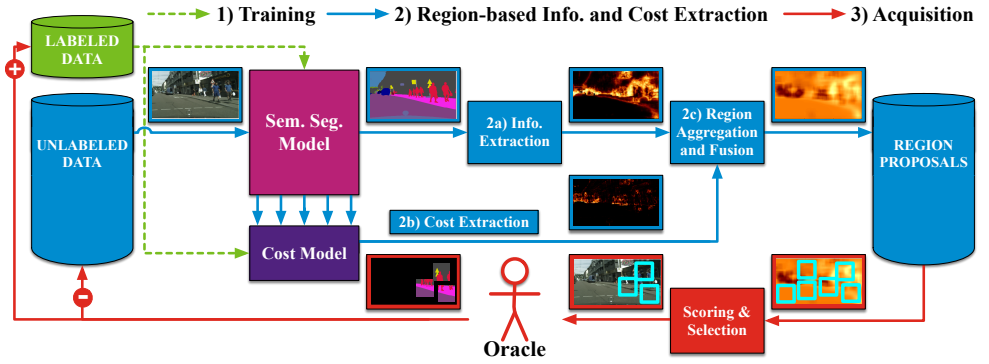 1) Training
2) Region-based Info. and Cost Extraction
3) Acquisition
LABELED
DATA
UNLABELED
DATA
Sem. Seg.
Model
2a) Info.
Extraction
2c) Region
Aggregation
and Fusion
REGION
PROPOSALS
2b) Cost Extraction
Cost Model
Scoring &
Selection
Oracle